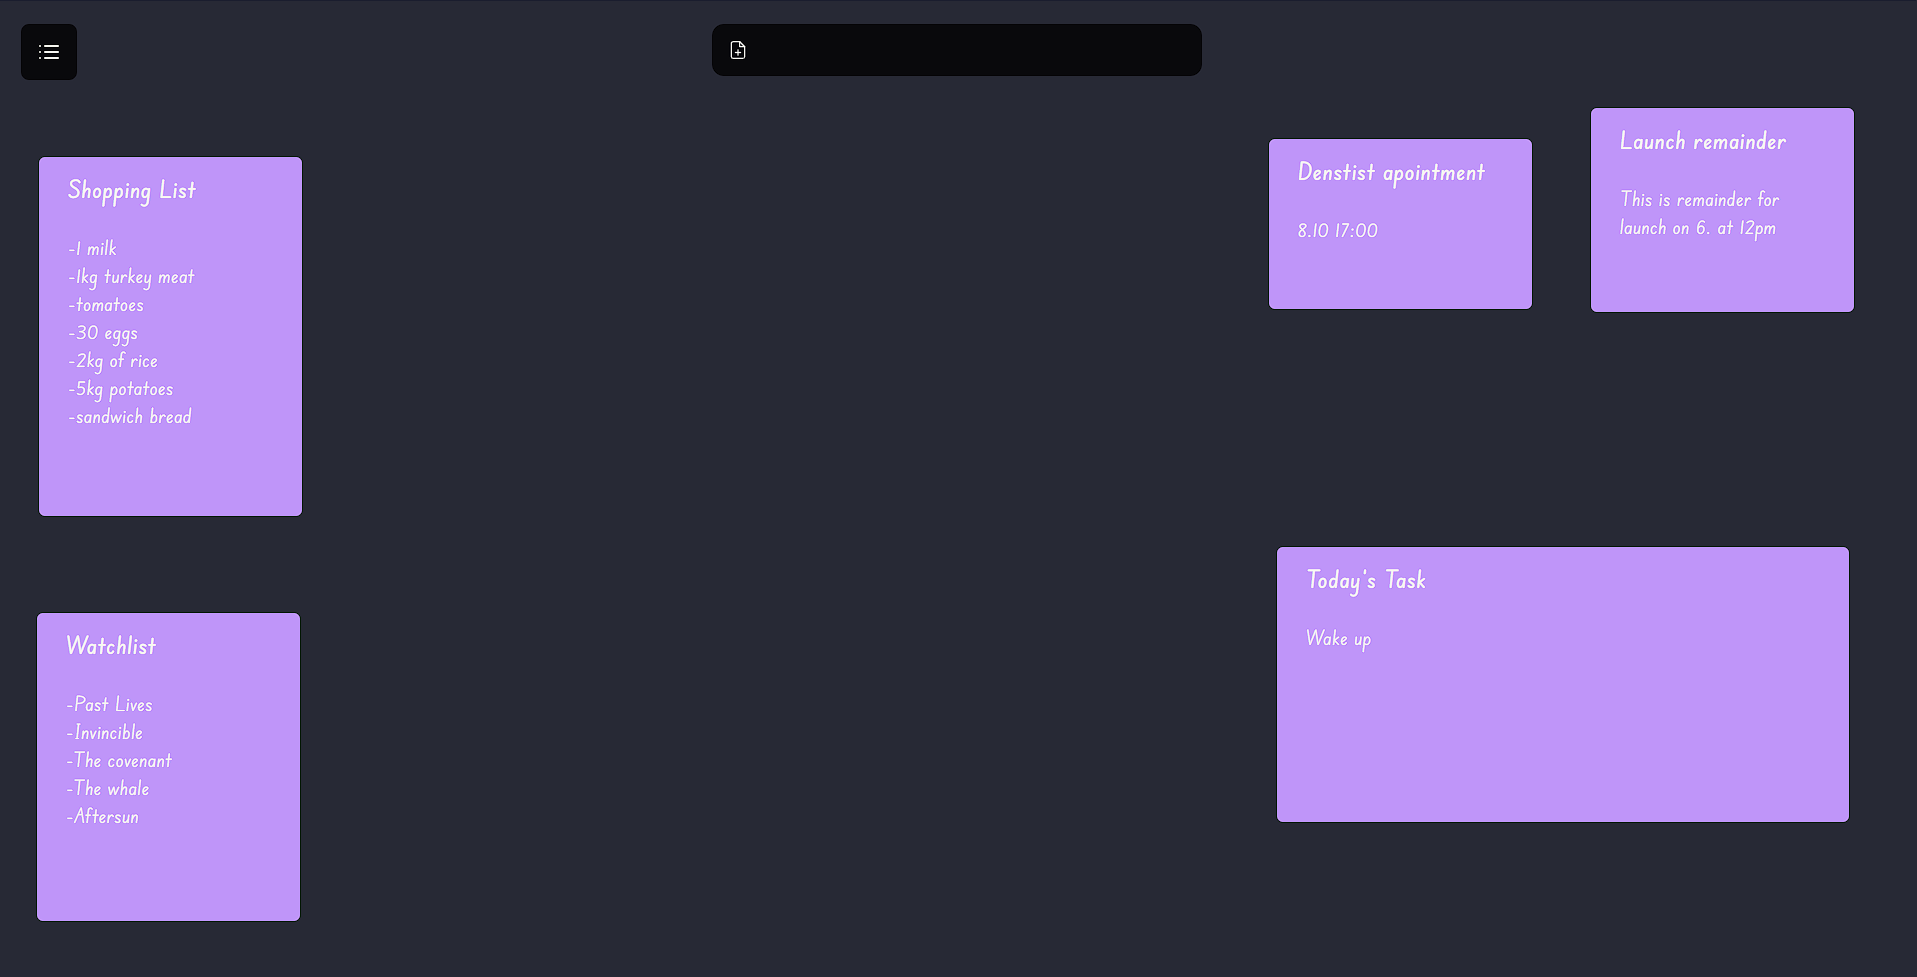 Shopping List
-1 milk
-1kg turkey meat
-tomatoes
-30 eggs
-2kg of rice
-5kg potatoes
-sandwich bread
Watchlist
-Past Lives
-Invincible
-The covenant
-The whale
-Aftersun
Denstist apointment
8.10 17:00
Launch remainder
This is remainder for
launch on 6. at 12pm
Today's Task
Wake up